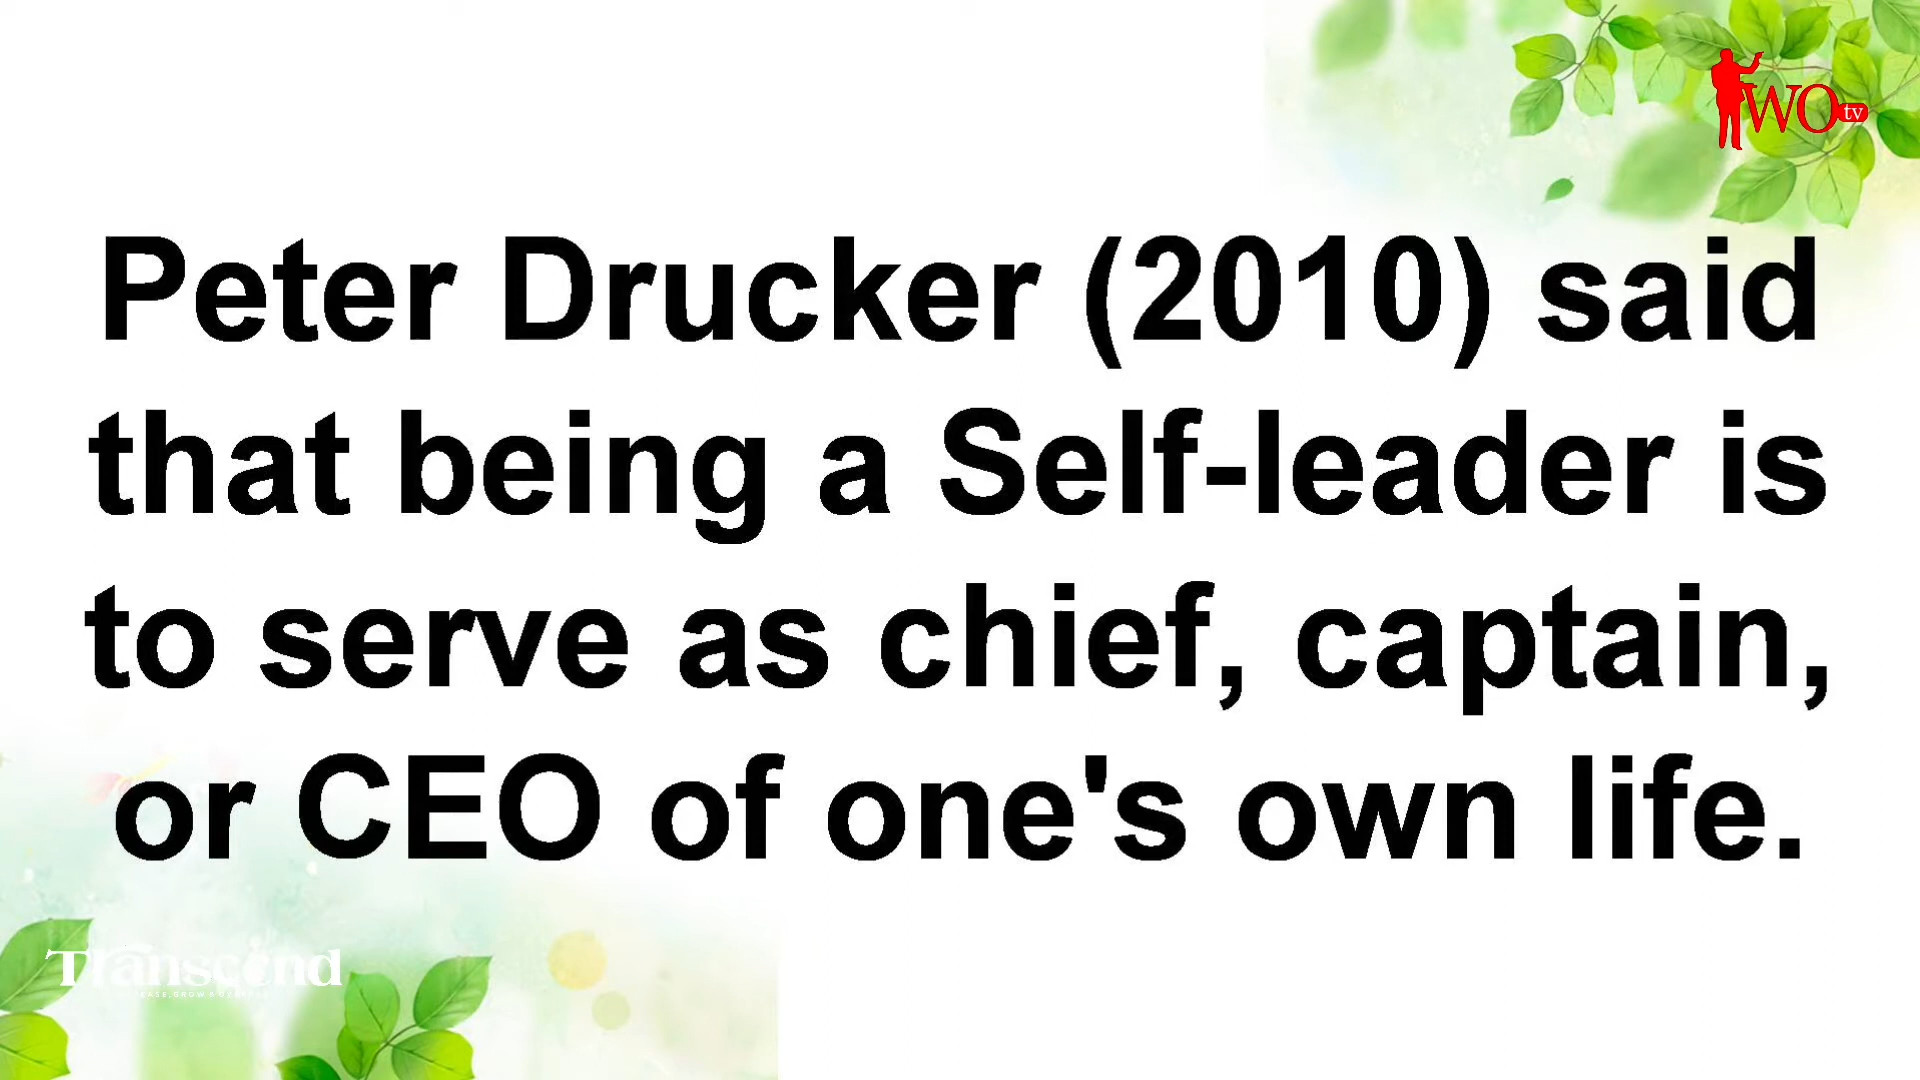 WO tv
Peter Drucker (2010) said
that being a Self-leader is
to serve as chief, captain,
or CEO of one's own life.
Transcend